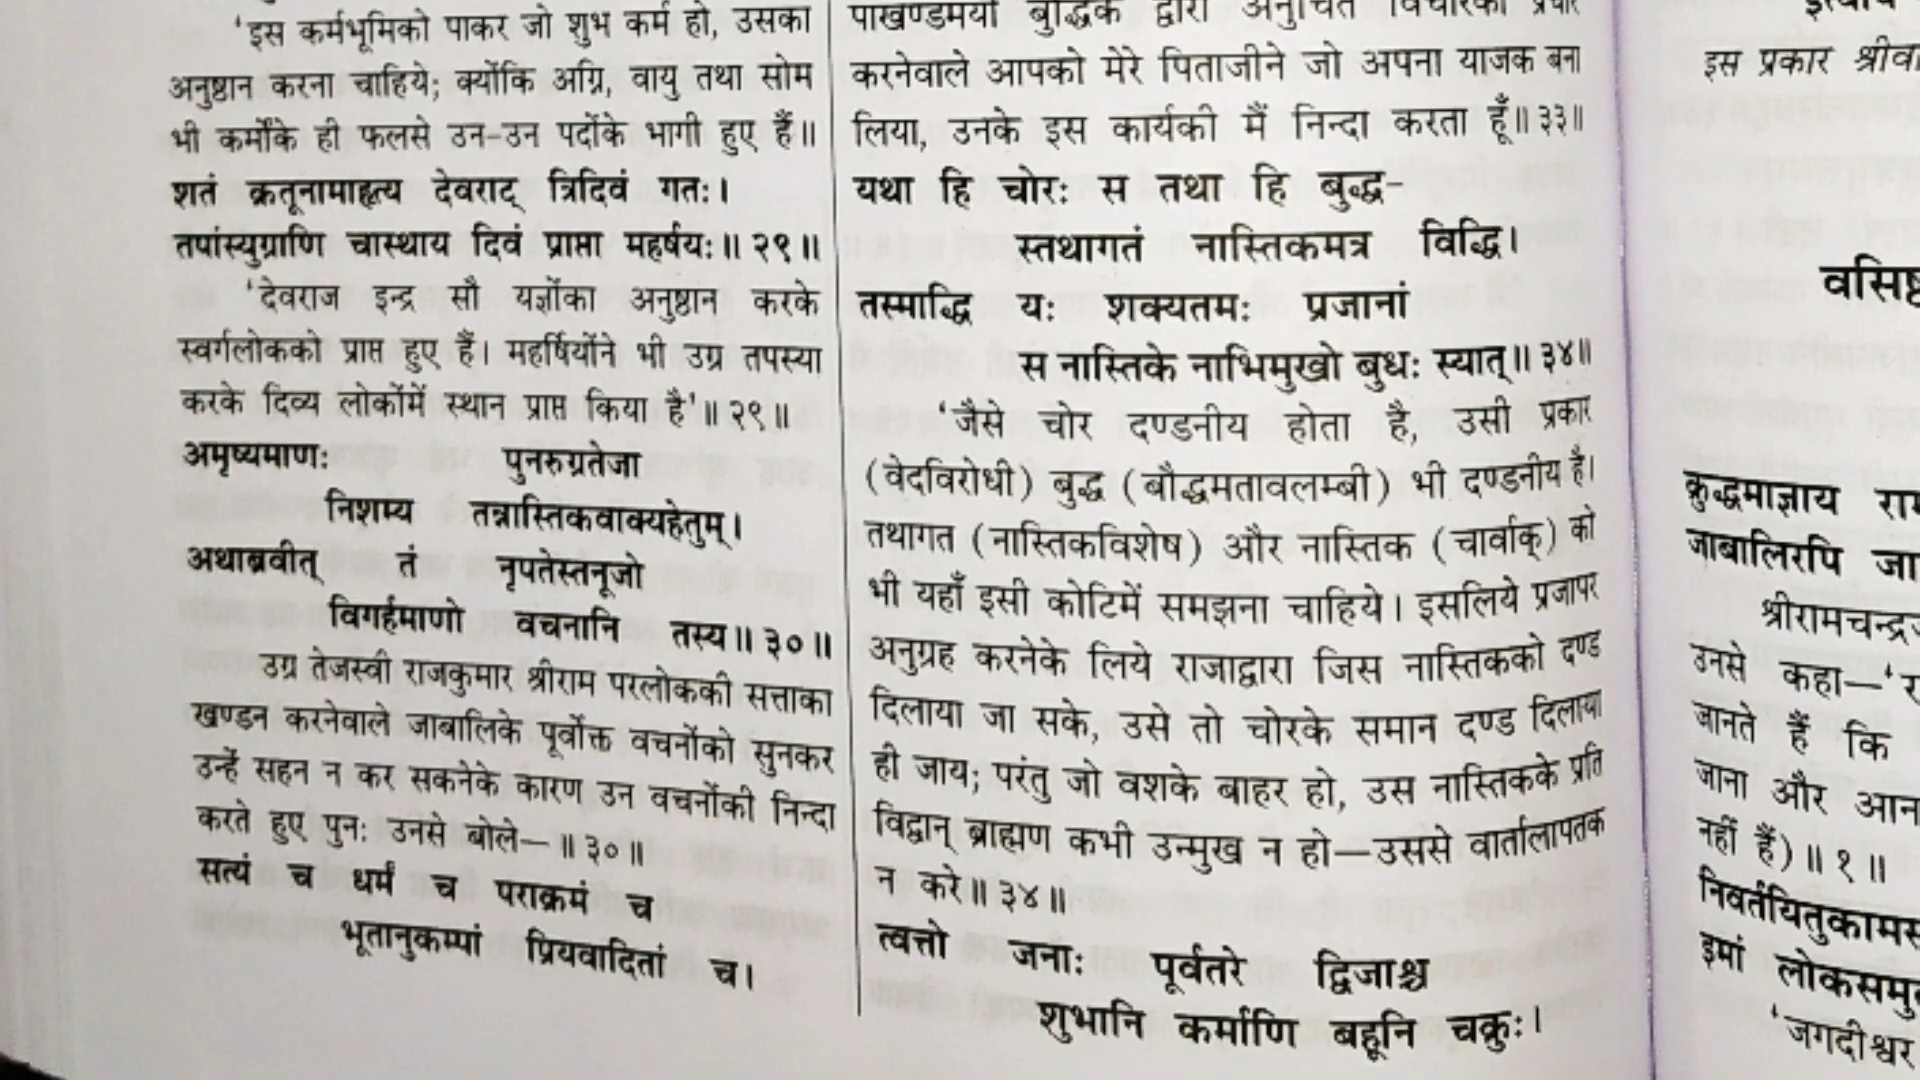 'इस कर्मभूमिको पाकर जो शुभ कर्म हो, उसका
अनुष्ठान करना चाहिये; क्योंकि अग्नि, वायु तथा सोम
भी कर्मोंके ही फलसे उन-उन पदोंके भागी हुए हैं॥
शतं क्रतूनामाहृत्य देवराट् त्रिदिवं गतः।
तपांस्युग्राणि चास्थाय दिवं प्राप्ता महर्षयः॥ २९॥
'देवराज इन्द्र सौ यज्ञोंका अनुष्ठान करके
स्वर्गलोकको प्राप्त हुए हैं। महर्षियोंने भी उग्र तपस्या
करके दिव्य लोकोंमें स्थान प्राप्त किया है'॥ २९॥
अमृष्यमाणः पुनरुग्रतेजा
निशम्य तन्नास्तिकवाक्यहेतुम्।
अथाब्रवीत् तं नृपतेस्तनूजो
विगर्हमाणो वचनानि तस्य॥ ३०॥
उग्र तेजस्वी राजकुमार श्रीराम परलोककी सत्ताका
खण्डन करनेवाले जाबालिके पूर्वोक्त वचनोंको सुनकर
उन्हें सहन न कर सकनेके कारण उन वचनोंकी निन्दा
करते हुए पुनः उनसे बोले— ॥ ३०॥
सत्यं च धर्मं च पराक्रमं च
भूतानुकम्पां प्रियवादितां च।
पाखण्डमयी बुद्धिके द्वारा अनुचित विचारका प्रचार
करनेवाले आपको मेरे पिताजीने जो अपना याजक बना
लिया, उनके इस कार्यकी मैं निन्दा करता हूँ॥ ३३॥
यथा हि चोरः स तथा हि बुद्ध-
स्तथागतं नास्तिकमत्र विद्धि।
तस्माद्धि यः शक्यतमः प्रजानां
स नास्तिके नाभिमुखो बुधः स्यात्॥ ३४॥
'जैसे चोर दण्डनीय होता है, उसी प्रकार
(वेदविरोधी) बुद्ध (बौद्धमतावलम्बी) भी दण्डनीय है।
तथागत (नास्तिकविशेष) और नास्तिक (चार्वाक्) को
भी यहाँ इसी कोटिमें समझना चाहिये। इसलिये प्रजापर
अनुग्रह करनेके लिये राजाद्वारा जिस नास्तिकको दण्ड
दिलाया जा सके, उसे तो चोरके समान दण्ड दिलाया
ही जाय; परंतु जो वशके बाहर हो, उस नास्तिकके प्रति
विद्वान् ब्राह्मण कभी उन्मुख न हो—उससे वार्तालापतक
न करे॥ ३४॥
त्वत्तो जनाः पूर्वतरे द्विजाश्च
शुभानि कर्माणि बहूनि चक्रुः।
इस प्रकार
क्रुद्धमाज्ञाय
जाबालिरपि
उनसे कहा—
जानते हैं कि
जाना और
नहीं हैं) ॥ १ ॥
इमां
'जगदीश्वर